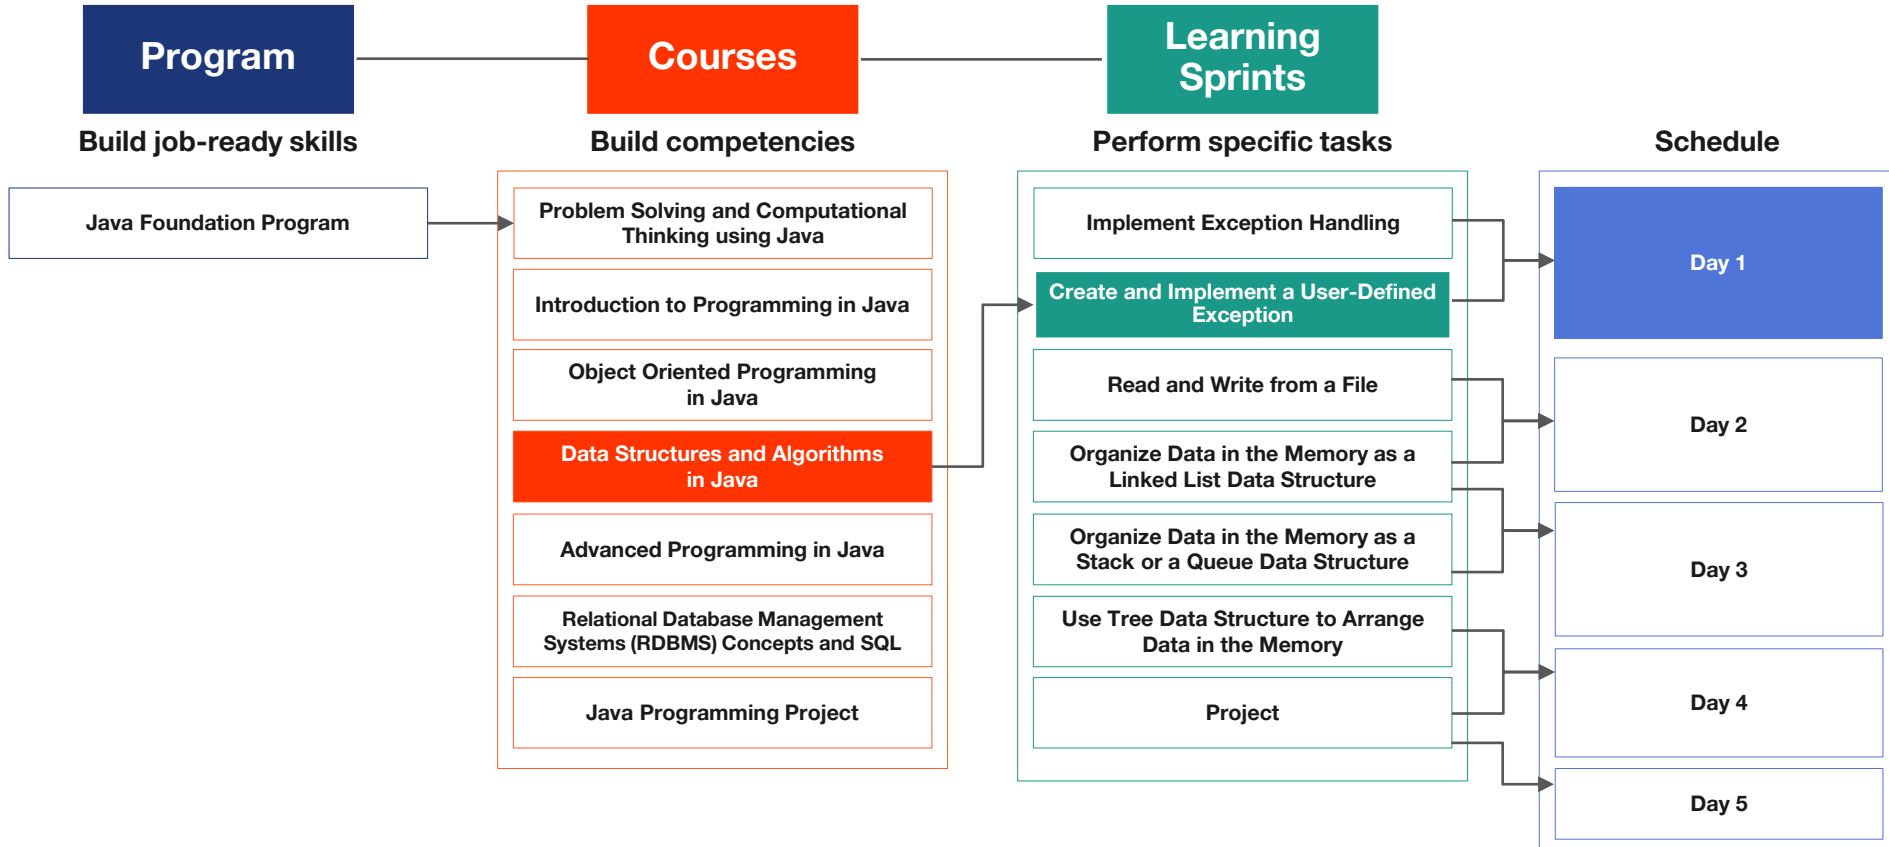 Program
Courses
Learning
Sprints
Build job-ready skills
Build competencies
Perform specific tasks
Schedule
Java Foundation Program
Problem Solving and Computational
Thinking using Java
Introduction to Programming in Java
Object Oriented Programming
in Java
Data Structures and Algorithms
in Java
Advanced Programming in Java
Relational Database Management
Systems (RDBMS) Concepts and SQL
Java Programming Project
Implement Exception Handling
Create and Implement a User-Defined
Exception
Read and Write from a File
Organize Data in the Memory as a
Linked List Data Structure
Organize Data in the Memory as a
Stack or a Queue Data Structure
Use Tree Data Structure to Arrange
Data in the Memory
Project
Day 1
Day 2
Day 3
Day 4
Day 5